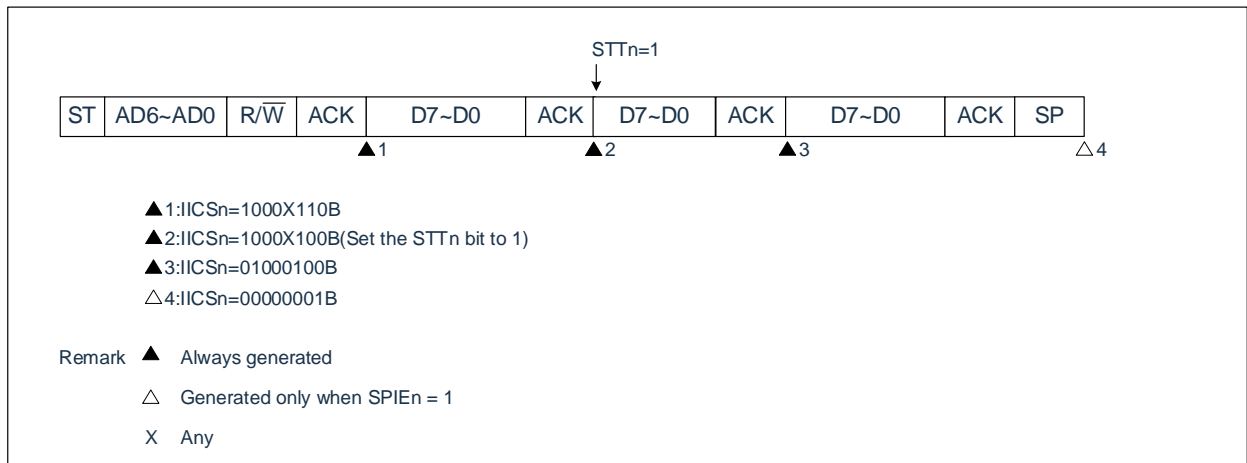 STTn=1
ST AD6~AD0 R/W ACK D7~D0 ACK D7~D0 ACK D7~D0 ACK SP
▲1 ▲2 ▲3 △4
▲1:IICSn=1000X110B
▲2:IICSn=1000X100B(Set the STTn bit to 1)
▲3:IICSn=01000100B
△4:IICSn=00000001B
Remark ▲ Always generated
△ Generated only when SPIEn = 1
X Any